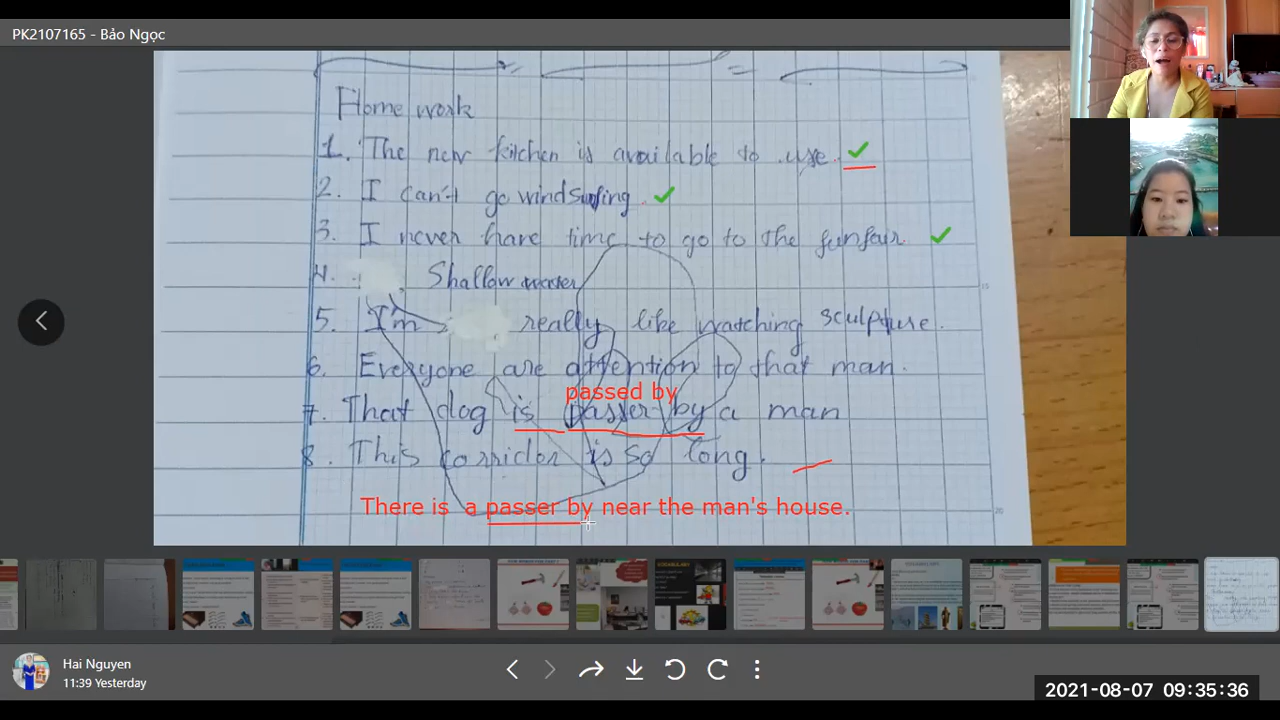 PK2107165 - Bảo Ngọc
Home work
1. The new kitchen is available to use.
2. I can't go windsurfing.
3. I never have time to go to the funfair.
4. Shallow water
5. I'm really like watching sculpture.
6. Everyone are attention to that man.
passed by
7. That dog is passer by a man
8. This corridor is so long.
There is a passer by near the man's house.
VOCABULARY
VOCABULARY
Hai Nguyen
11:39 Yesterday
2021-08-07 09:35:36